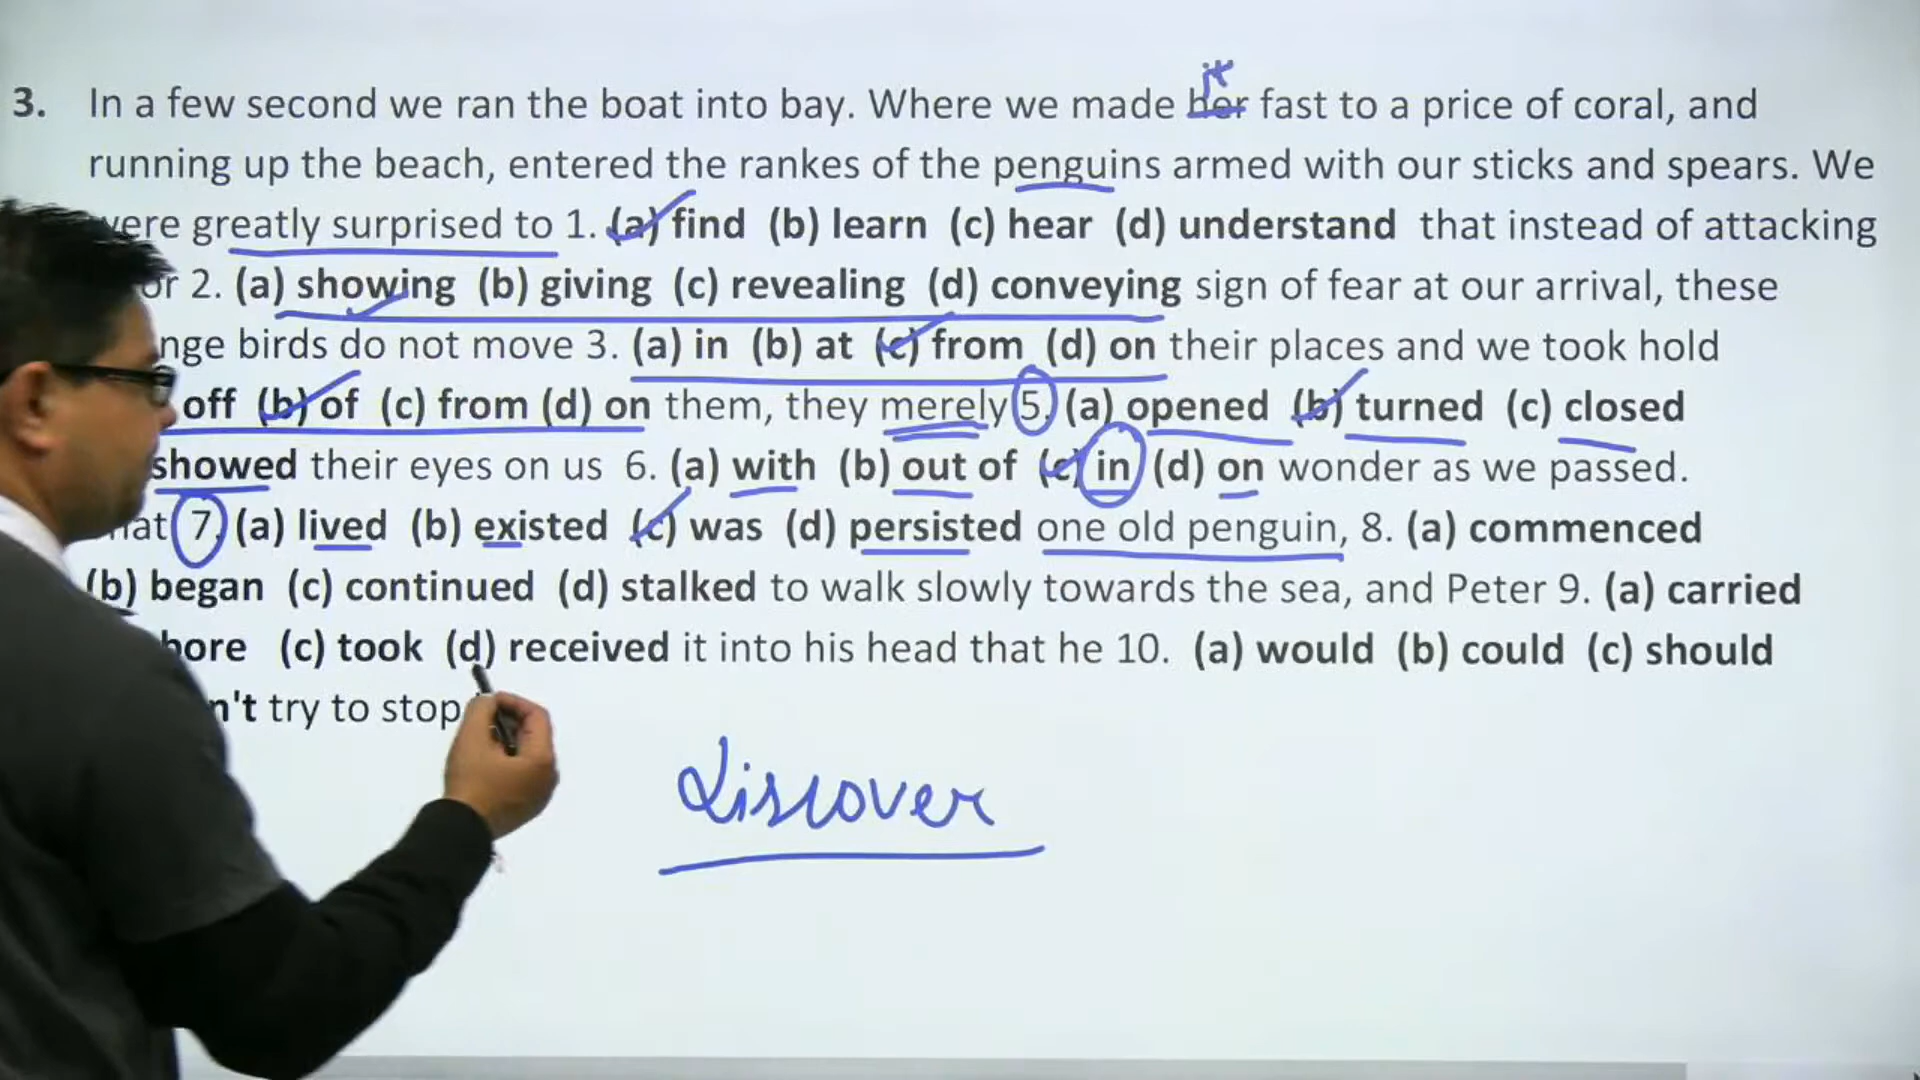 it
3. In a few second we ran the boat into bay. Where we made her fast to a price of coral, and
running up the beach, entered the rankes of the penguins armed with our sticks and spears. We
greatly surprised to 1. (a) find (b) learn (c) hear (d) understand that instead of attacking
2. (a) showing (b) giving (c) revealing (d) conveying sign of fear at our arrival, these
birds do not move 3. (a) in (b) at (c) from (d) on their places and we took hold
off (b) of (c) from (d) on them, they merely 5. (a) opened (b) turned (c) closed
showed their eyes on us 6. (a) with (b) out of (c) in (d) on wonder as we passed.
7. (a) lived (b) existed (c) was (d) persisted one old penguin, 8. (a) commenced
(b) began (c) continued (d) stalked to walk slowly towards the sea, and Peter 9. (a) carried
(c) took (d) received it into his head that he 10. (a) would (b) could (c) should
try to stop
Discover